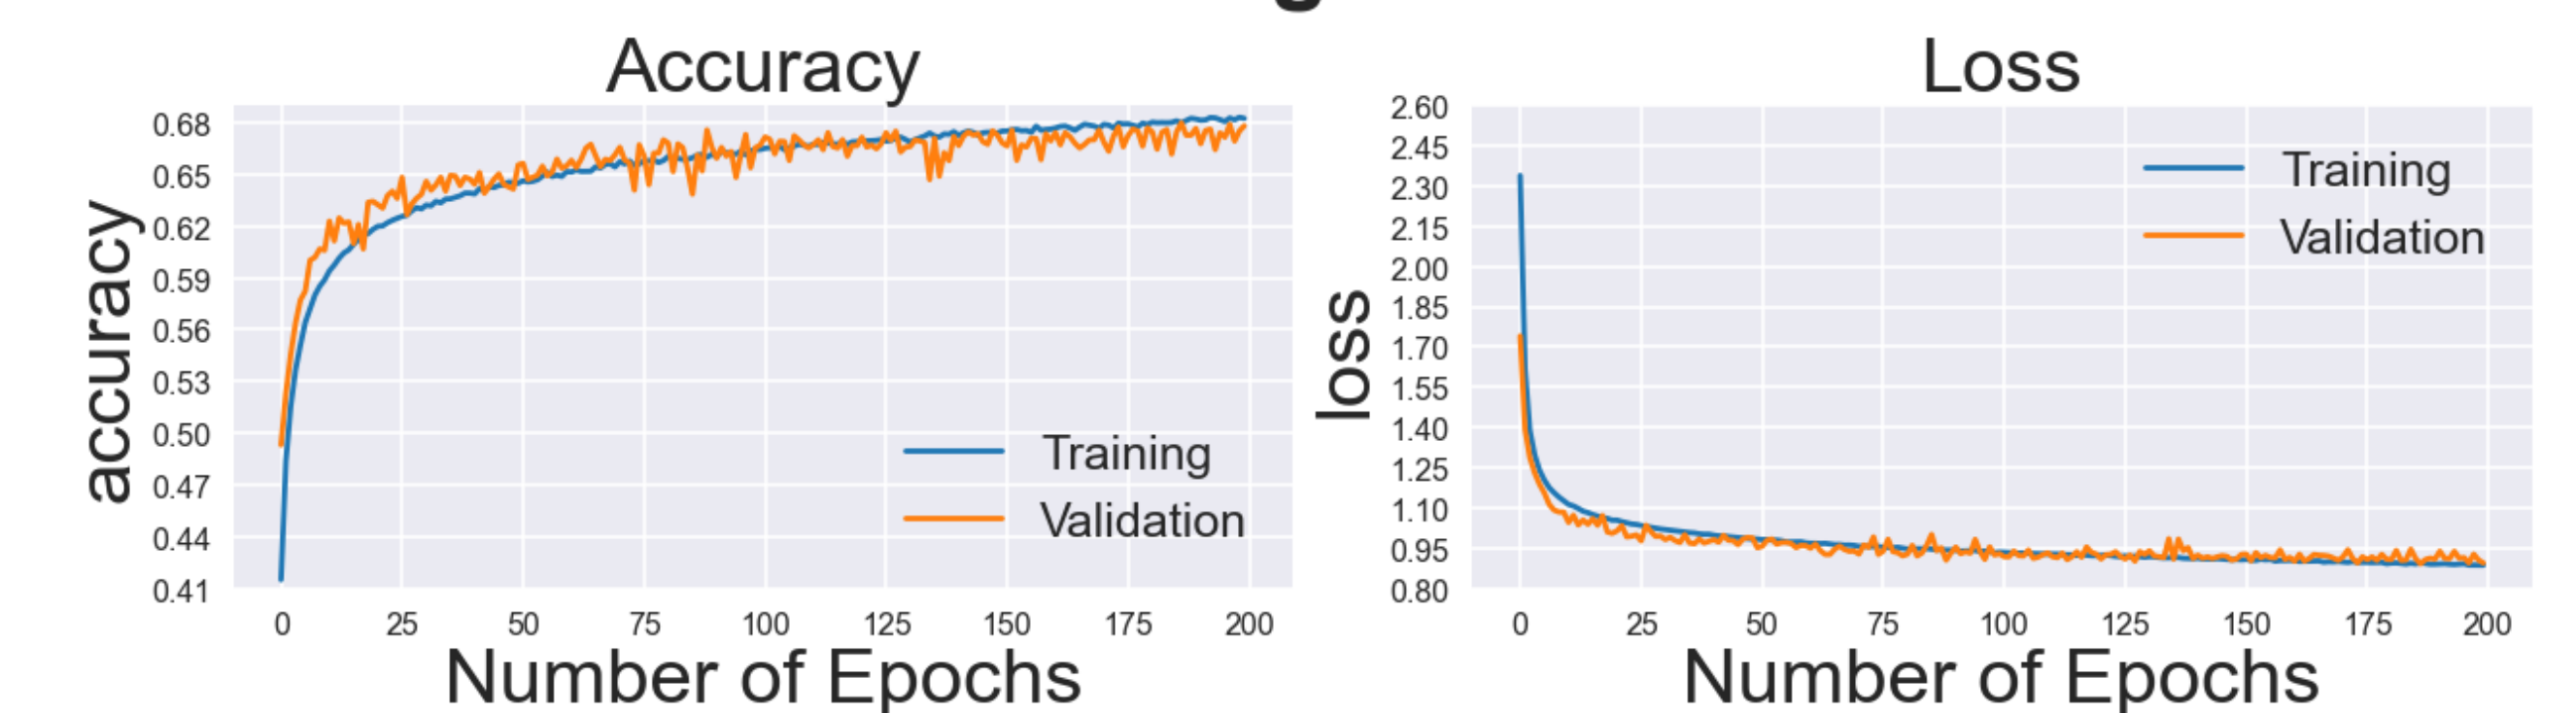 Accuracy
0.68
0.65
0.62
0.59
0.56
0.53
0.50
0.47
0.44
0.41
accuracy
Training
Validation
0 25 50 75 100 125 150 175 200
Number of Epochs
Loss
2.60
2.45
2.30
2.15
2.00
1.85
1.70
1.55
1.40
1.25
1.10
0.95
0.80
loss
Training
Validation
0 25 50 75 100 125 150 175 200
Number of Epochs